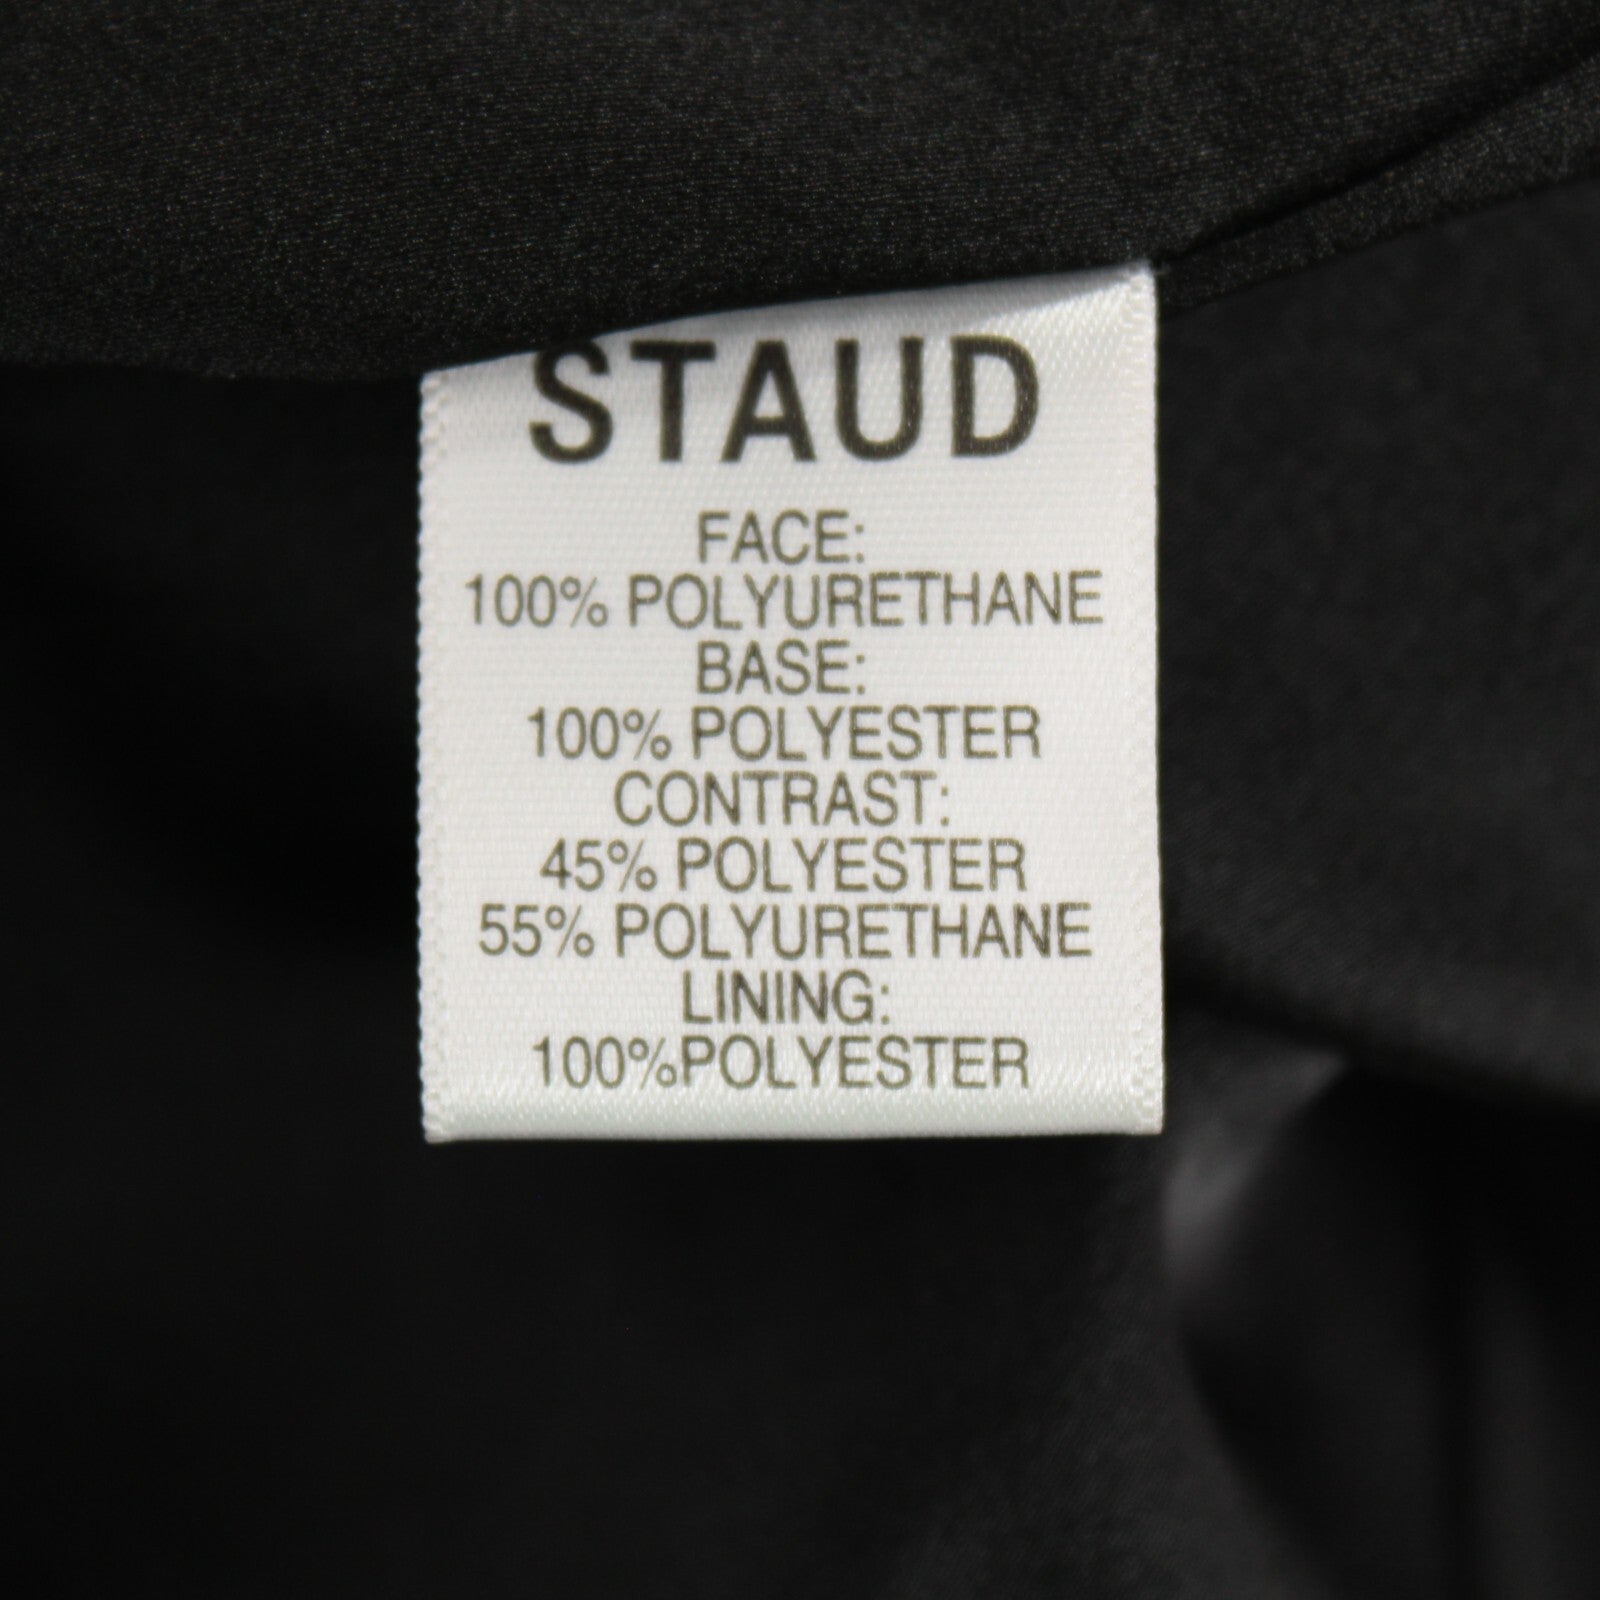 STAUD
FACE:
100% POLYURETHANE
BASE:
100% POLYESTER
CONTRAST:
45% POLYESTER
55% POLYURETHANE
LINING:
100%POLYESTER